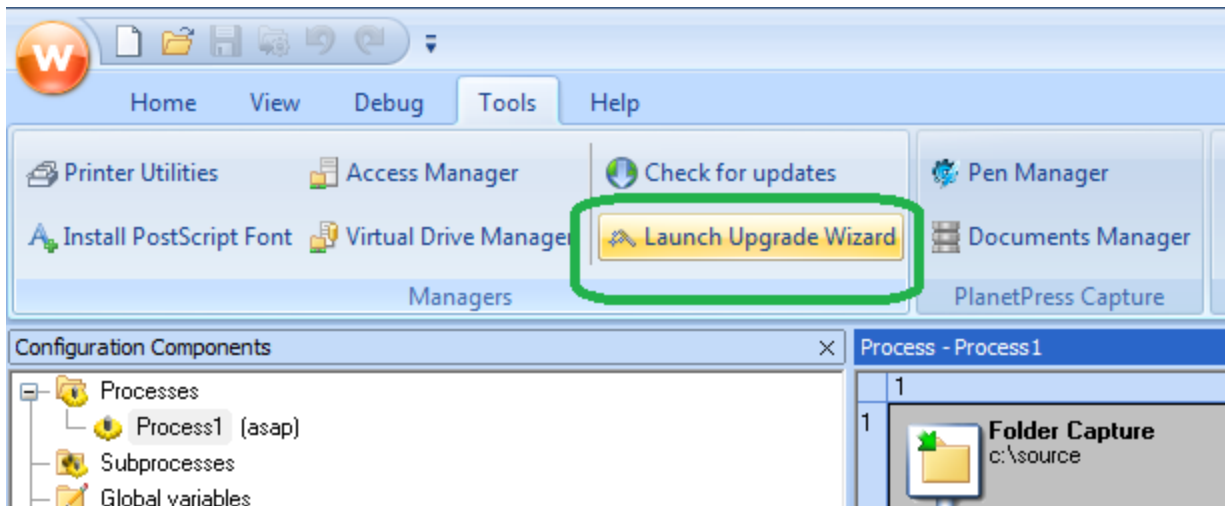 W
Home View Debug Tools Help
Printer Utilities Access Manager Check for updates Pen Manager
Install PostScript Font Virtual Drive Manager Launch Upgrade Wizard Documents Manager
Managers PlanetPress Capture
Configuration Components Process - Process1
Processes 1
Process1 (asap) 1 Folder Capture
Subprocesses c:\source
Global variables